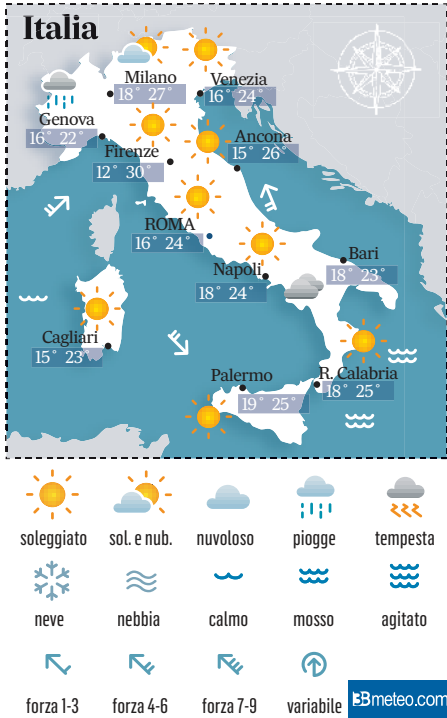 Italia
Milano
18° 27°
Venezia
16° 24°
Genova
16° 22°
Ancona
15° 26°
Firenze
12° 30°
ROMA
16° 24°
Bari
18° 23°
Napoli
18° 24°
Cagliari
15° 23°
Palermo
19° 25°
R. Calabria
18° 25°
soleggiato sol. e nub. nuvoloso piogge tempesta
neve nebbia calmo mosso agitato
forza 1-3 forza 4-6 forza 7-9 variabile
3Bmeteo.com